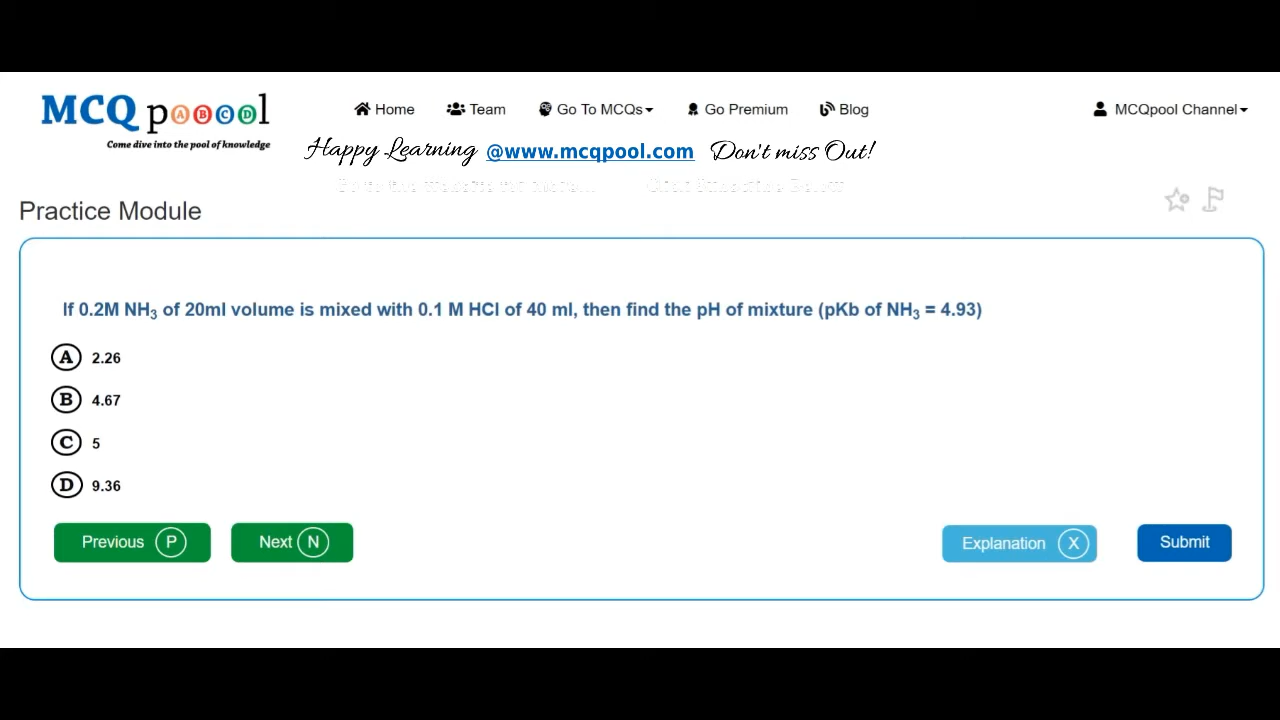 MCQ pooool
Come dive into the pool of knowledge
Home Team Go To MCQs Go Premium Blog MCQpool Channel
Happy Learning @www.mcqpool.com Don't miss Out!
Practice Module
If 0.2M NH₃ of 20ml volume is mixed with 0.1 M HCl of 40 ml, then find the pH of mixture (pKb of NH₃ = 4.93)
A 2.26
B 4.67
C 5
D 9.36
Previous P Next N Explanation X Submit